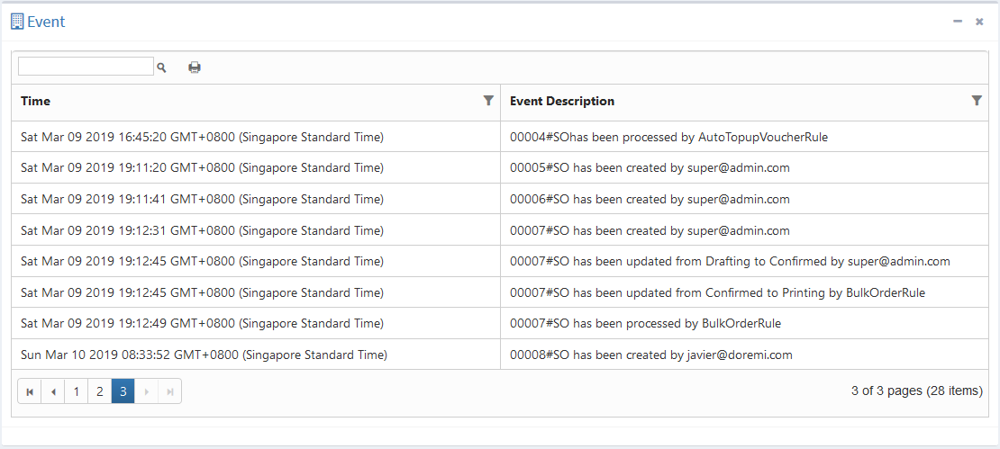 Event
Time Event Description
Sat Mar 09 2019 16:45:20 GMT+0800 (Singapore Standard Time) 00004#SOhas been processed by AutoTopupVoucherRule
Sat Mar 09 2019 19:11:20 GMT+0800 (Singapore Standard Time) 00005#SO has been created by super@admin.com
Sat Mar 09 2019 19:11:41 GMT+0800 (Singapore Standard Time) 00006#SO has been created by super@admin.com
Sat Mar 09 2019 19:12:31 GMT+0800 (Singapore Standard Time) 00007#SO has been created by super@admin.com
Sat Mar 09 2019 19:12:45 GMT+0800 (Singapore Standard Time) 00007#SO has been updated from Drafting to Confirmed by super@admin.com
Sat Mar 09 2019 19:12:45 GMT+0800 (Singapore Standard Time) 00007#SO has been updated from Confirmed to Printing by BulkOrderRule
Sat Mar 09 2019 19:12:49 GMT+0800 (Singapore Standard Time) 00007#SO has been processed by BulkOrderRule
Sun Mar 10 2019 08:33:52 GMT+0800 (Singapore Standard Time) 00008#SO has been created by javier@doremi.com
1 2 3 3 of 3 pages (28 items)